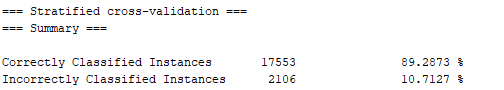 === Stratified cross-validation ===
=== Summary ===
Correctly Classified Instances 17553 89.2873 %
Incorrectly Classified Instances 2106 10.7127 %